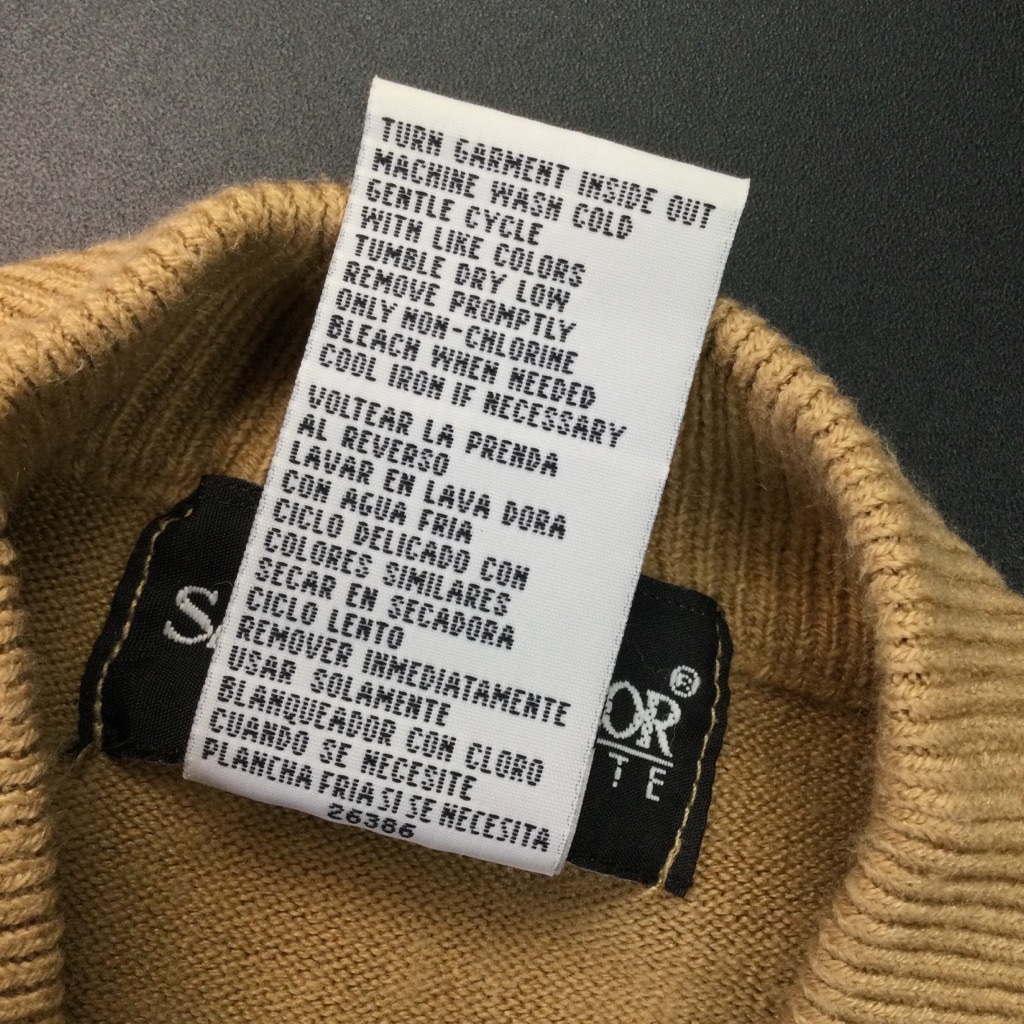 TURN GARMENT INSIDE OUT
MACHINE WASH COLD
GENTLE CYCLE
WITH LIKE COLORS
TUMBLE DRY LOW
REMOVE PROMPTLY
ONLY NON-CHLORINE
BLEACH WHEN NEEDED
COOL IRON IF NECESSARY
VOLTEAR LA PRENDA
AL REVERSO
LAVAR EN LAVA DORA
CON AGUA FRIA
CICLO DELICADO CON
COLORES SIMILARES
SECAR EN SECADORA
CICLO LENTO
REMOVER INMEDIATAMENTE
USAR SOLAMENTE
BLANQUEADOR CON CLORO
CUANDO SE NECESITE
PLANCHA FRIA SI SE NECESITA
26386
OR®
TE